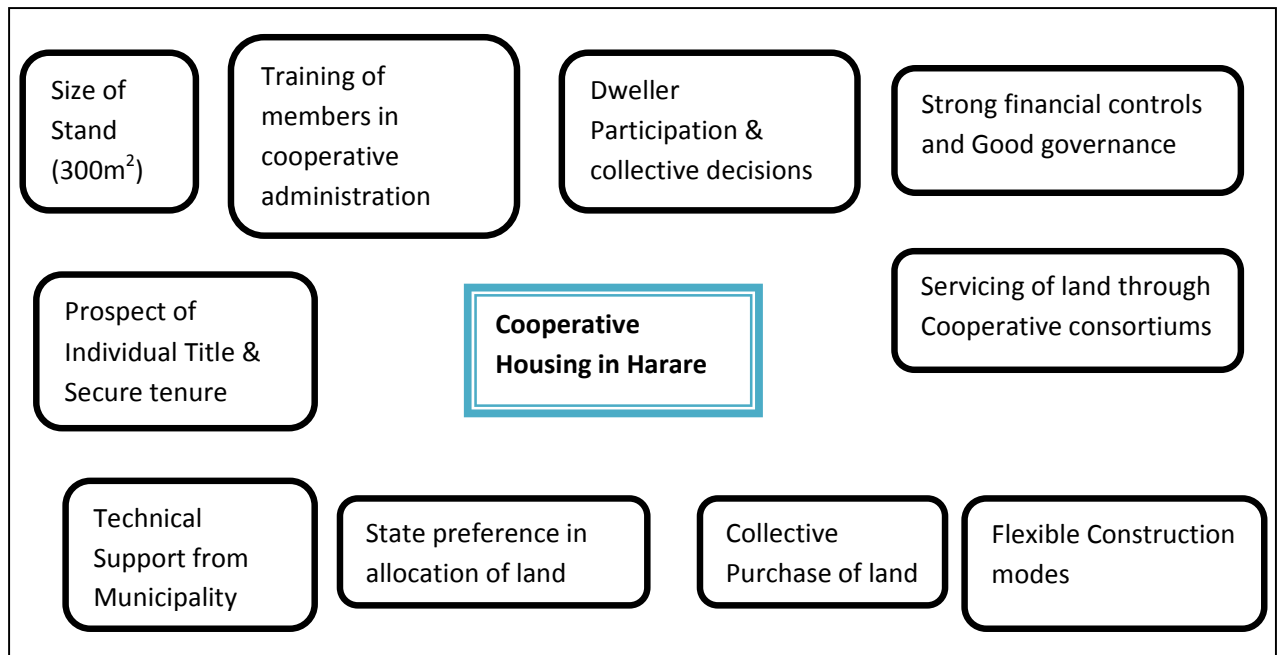 Size of
Stand
(300m²)
Training of
members in
cooperative
administration
Dweller
Participation &
collective decisions
Strong financial controls
and Good governance
Prospect of
Individual Title &
Secure tenure
Cooperative
Housing in Harare
Servicing of land through
Cooperative consortiums
Technical
Support from
Municipality
State preference in
allocation of land
Collective
Purchase of land
Flexible Construction
modes